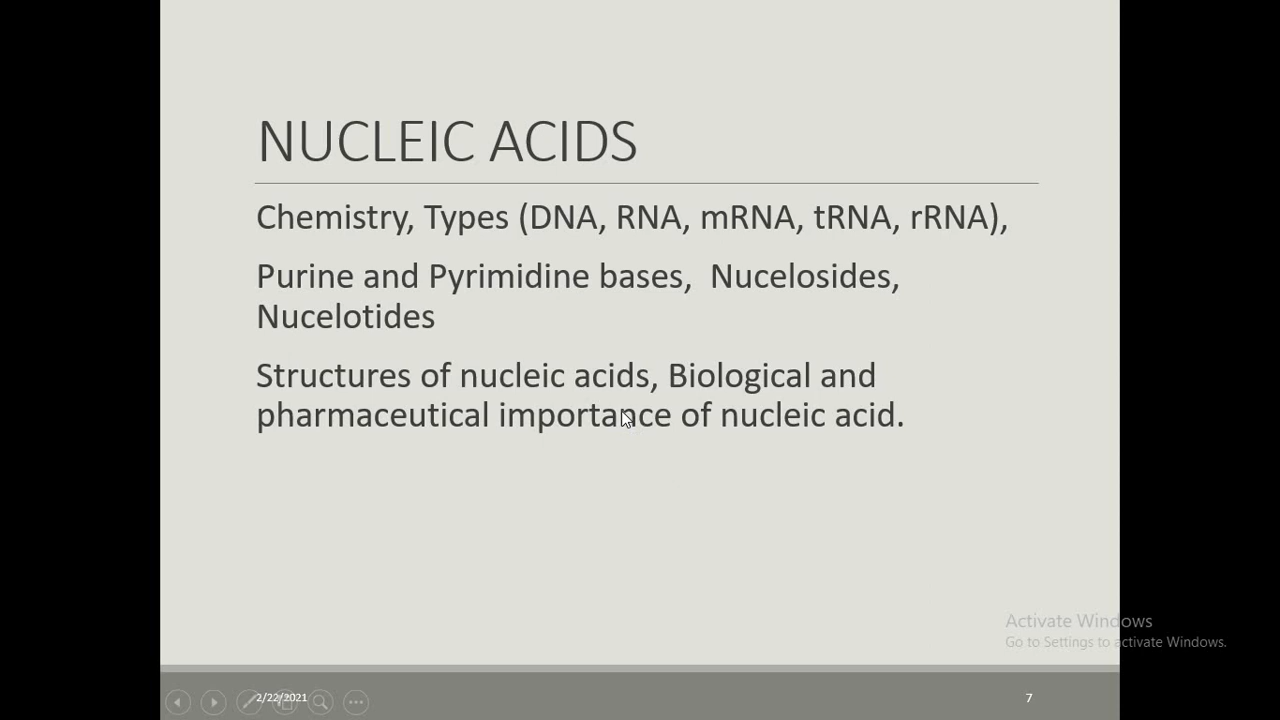 NUCLEIC ACIDS
Chemistry, Types (DNA, RNA, mRNA, tRNA, rRNA),
Purine and Pyrimidine bases,  Nucelosides,
Nucelotides
Structures of nucleic acids, Biological and
pharmaceutical importance of nucleic acid.
Activate Windows
Go to Settings to activate Windows.
2/22/2021
7